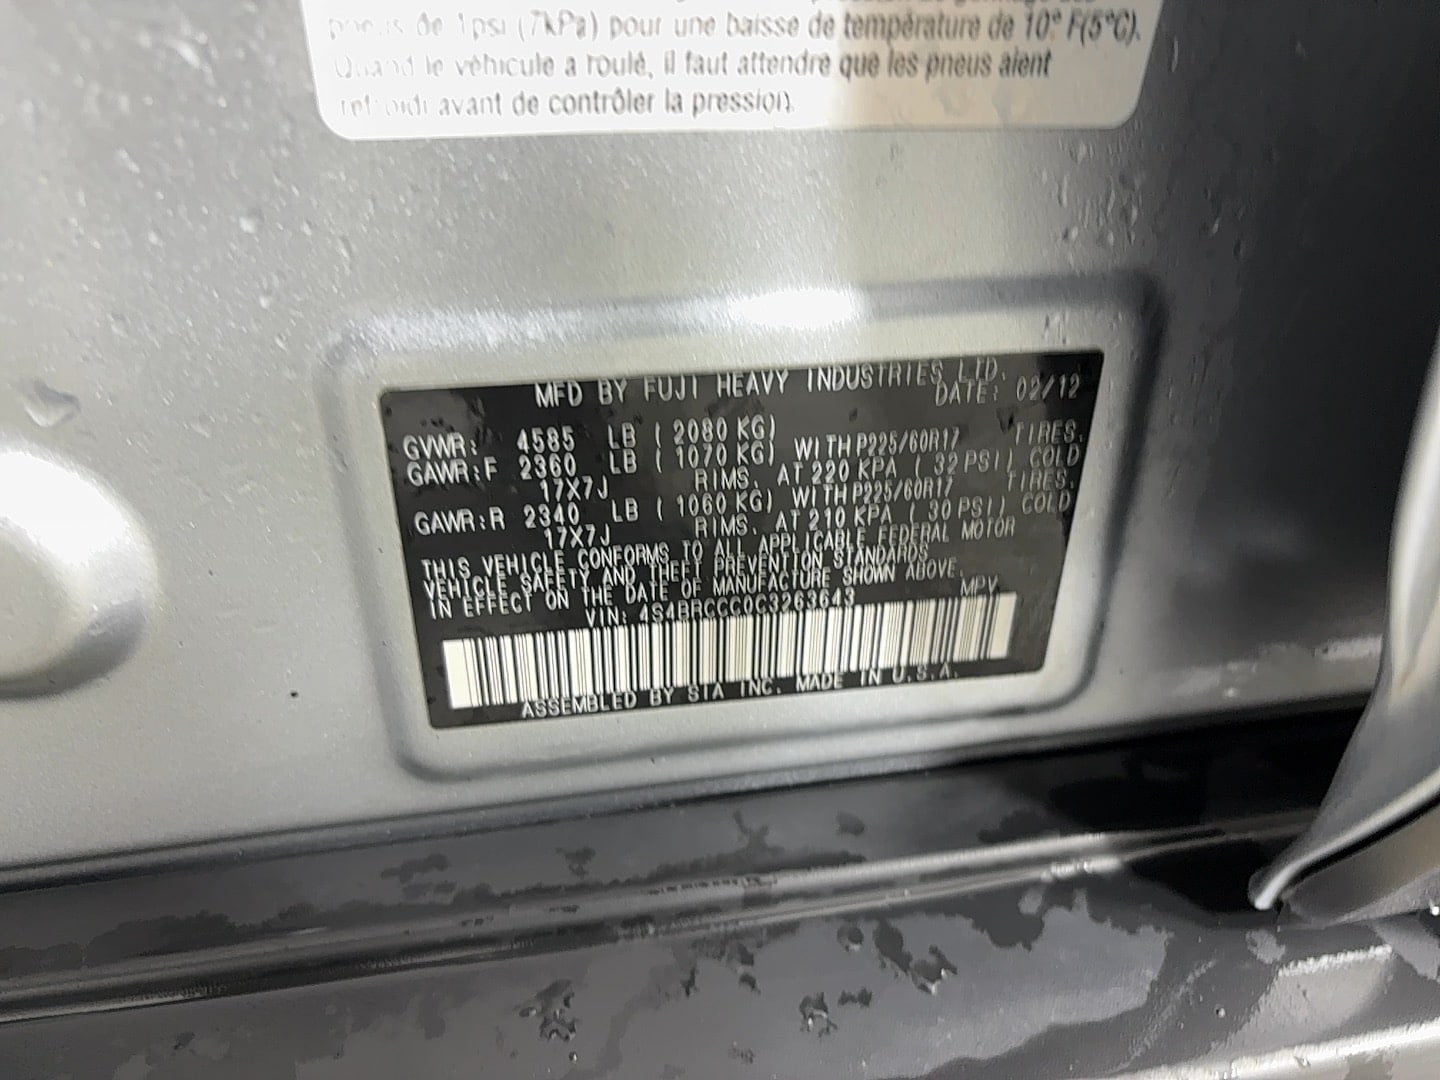 de 1psi (7kPa) pour une baisse de température de 10° F(5°C).
Quand le véhicule a roulé, il faut attendre que les pneus aient
refroidi avant de contrôler la pression.
MFD BY FUJI HEAVY INDUSTRIES LTD.
DATE: 02/12
GVWR: 4585 LB ( 2080 KG)
GAWR:F 2360 LB ( 1070 KG) WITH P225/60R17 TIRES,
17X7J RIMS, AT 220 KPA ( 32 PSI) COLD
GAWR:R 2340 LB ( 1060 KG) WITH P225/60R17 TIRES,
17X7J RIMS, AT 210 KPA ( 30 PSI) COLD
THIS VEHICLE CONFORMS TO ALL APPLICABLE FEDERAL MOTOR
VEHICLE SAFETY AND THEFT PREVENTION STANDARDS
IN EFFECT ON THE DATE OF MANUFACTURE SHOWN ABOVE.
VIN: 4S4BRCCC0C3263643 MPV
ASSEMBLED BY SIA INC. MADE IN U.S.A.